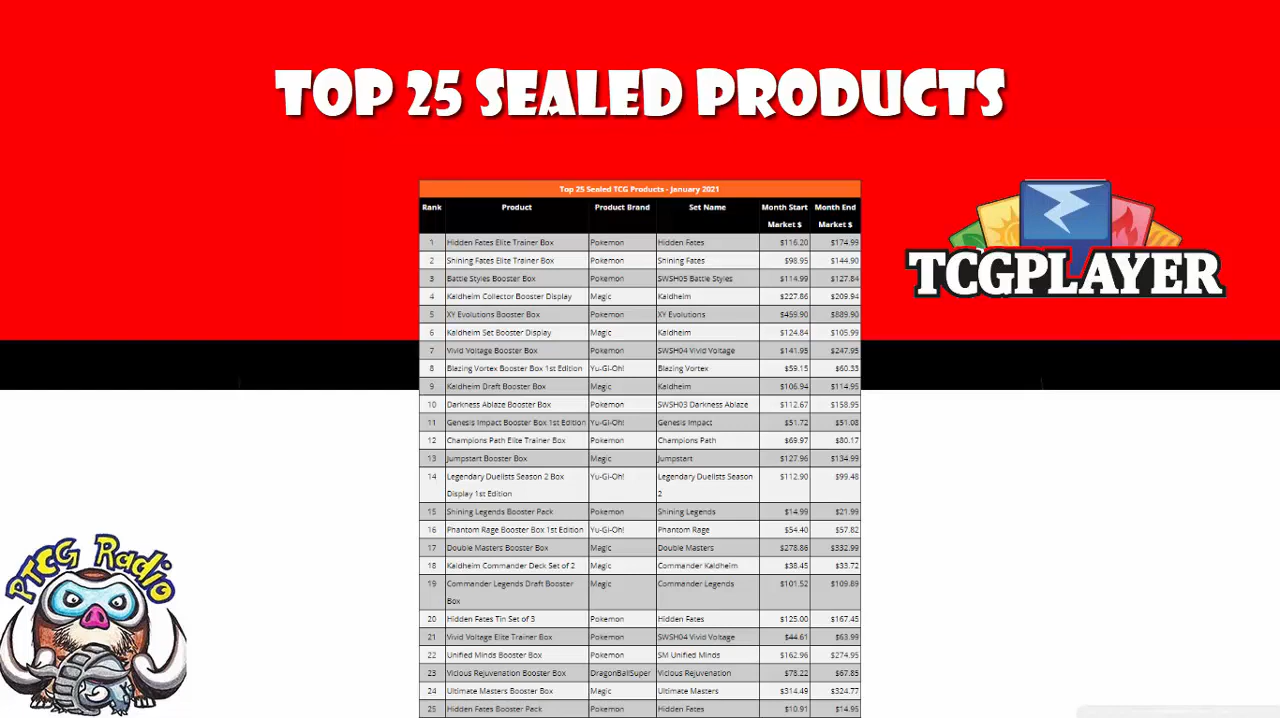 TOP 25 SEALED PRODUCTS
Top 25 Sealed TCG Products - January 2021
Rank Product Product Brand Set Name Month Start Market $ Month End Market $
1 Hidden Fates Elite Trainer Box Pokemon Hidden Fates $116.20 $174.99
2 Shining Fates Elite Trainer Box Pokemon Shining Fates $98.95 $144.90
3 Battle Styles Booster Box Pokemon SWSH05 Battle Styles $114.99 $127.84
4 Kaldheim Collector Booster Display Magic Kaldheim $227.86 $209.94
5 XY Evolutions Booster Box Pokemon XY Evolutions $459.90 $889.90
6 Kaldheim Set Booster Display Magic Kaldheim $124.84 $105.99
7 Vivid Voltage Booster Box Pokemon SWSH04 Vivid Voltage $141.95 $247.95
8 Blazing Vortex Booster Box 1st Edition Yu-Gi-Oh! Blazing Vortex $59.15 $60.33
9 Kaldheim Draft Booster Box Magic Kaldheim $106.94 $114.95
10 Darkness Ablaze Booster Box Pokemon SWSH03 Darkness Ablaze $112.67 $158.95
11 Genesis Impact Booster Box 1st Edition Yu-Gi-Oh! Genesis Impact $51.72 $51.08
12 Champions Path Elite Trainer Box Pokemon Champions Path $69.97 $80.17
13 Jumpstart Booster Box Magic Jumpstart $127.96 $134.99
14 Legendary Duelists Season 2 Box Display 1st Edition Yu-Gi-Oh! Legendary Duelists Season 2 $112.90 $99.48
15 Shining Legends Booster Pack Pokemon Shining Legends $14.99 $21.99
16 Phantom Rage Booster Box 1st Edition Yu-Gi-Oh! Phantom Rage $54.40 $57.82
17 Double Masters Booster Box Magic Double Masters $278.86 $332.99
18 Kaldheim Commander Deck Set of 2 Magic Commander Kaldheim $38.45 $33.72
19 Commander Legends Draft Booster Box Magic Commander Legends $101.52 $109.89
20 Hidden Fates Tin Set of 3 Pokemon Hidden Fates $125.00 $167.45
21 Vivid Voltage Elite Trainer Box Pokemon SWSH04 Vivid Voltage $44.61 $63.99
22 Unified Minds Booster Box Pokemon SM Unified Minds $162.96 $274.95
23 Vicious Rejuvenation Booster Box DragonBallSuper Vicious Rejuvenation $78.22 $67.85
24 Ultimate Masters Booster Box Magic Ultimate Masters $314.49 $324.77
25 Hidden Fates Booster Pack Pokemon Hidden Fates $10.91 $14.95
TCGPLAYER
PTCG Radio